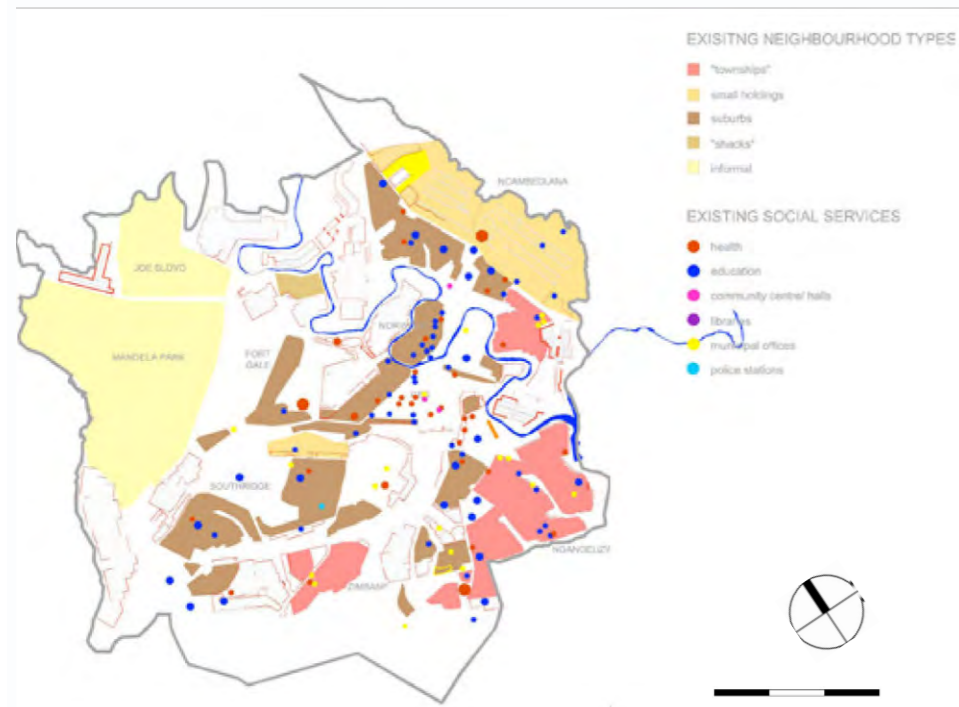 EXISITNG NEIGHBOURHOOD TYPES
"townships"
small holdings
suburbs
"shacks"
informal
EXISTING SOCIAL SERVICES
health
education
community centre/ halls
libraries
municipal offices
police stations
NCAMBEDLANA
JOE SLOVO
MANDELA PARK
FORT
GALE
SOUTHRIDGE
NGANGELIZWE